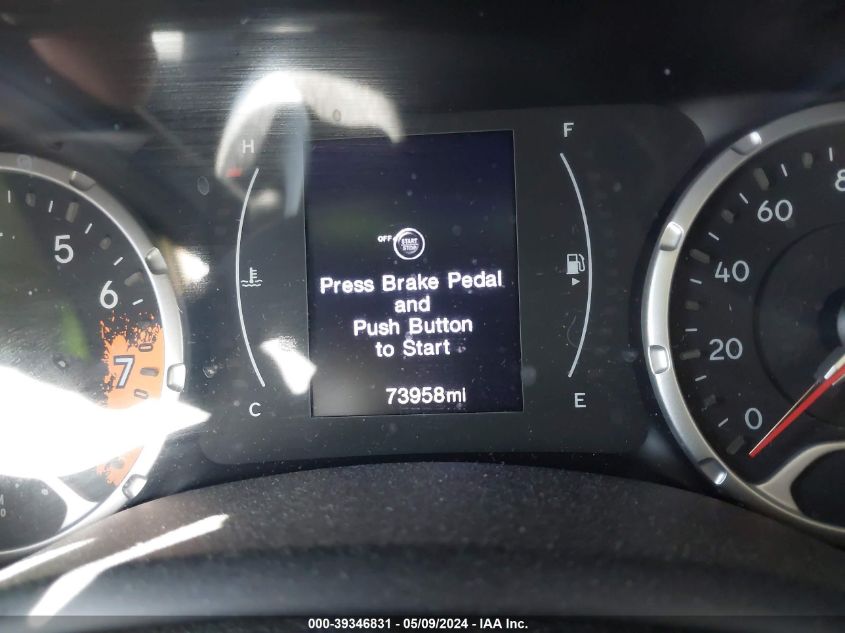 H
F
OFF
START
STOP
Press Brake Pedal
and
Push Button
to Start
73958mi
C
E
5
6
7
0
20
40
60
8
000-39346831 - 05/09/2024 - IAA Inc.